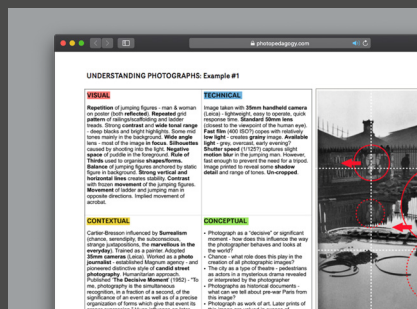 photopedagogy.com
UNDERSTANDING PHOTOGRAPHS: Example #1
VISUAL
Repetition of jumping figures - man & woman
on poster (both reflected). Repeated grid
pattern of railings/scaffolding and ladder
treads. Strong contrast and wide tonal range
- deep blacks and bright highlights. Some mid
tones mainly in the background. Wide angle
lens - most of the image in focus. Silhouettes
caused by shooting into the light. Negative
space of puddle in the foreground. Rule of
Thirds used to organise shapes/forms.
Balance of jumping figures anchored by static
figure in background. Strong vertical and
horizontal lines creates stability. Contrast
with frozen movement of the jumping figures.
Movement of ladder and jumping man in
opposite directions. Implied movement of
acrobat.
TECHNICAL
Image taken with 35mm handheld camera
(Leica) - lightweight, easy to operate, quick
response time. Standard 50mm lens
(closest to the viewpoint of the human eye).
Fast film (400 ISO?) copes with relatively
low light - creates grainy image. Available
light - grey, overcast, early evening?
Shutter speed (1/125?) captures slight
motion blur in the jumping figure. However,
fast enough to prevent the need for a tripod.
Image printed to reveal some shadow
detail and range of tones. Un-cropped.
CONTEXTUAL
Cartier-Bresson influenced by Surrealism
(chance, serendipity, the subconscious,
strange juxtapositions, the marvellous in the
everyday). Trained as a painter. Adopted
35mm camera (Leica). Worked as a photo
journalist - established Magnum agency - and
pioneered distinctive style of candid street
photography. Humanitarian approach.
Published 'The Decisive Moment' (1952) - "To
me, photography is the simultaneous
recognition, in a fraction of a second, of the
significance of an event as well as of a precise
organization of forms which give that event its
CONCEPTUAL
• Photograph as a "decisive" or significant
moment - how does this influence the way
the photographer behaves and looks at
the world?
• Chance - what role does this play in the
creation of all photographic images?
• The city as a type of theatre - pedestrians
as actors in a mysterious drama revealed
or interpreted by the photographer
• Photographs as historical documents -
what can we tell about pre-war Paris from
this image?
• Photograph as work of art. Later prints of